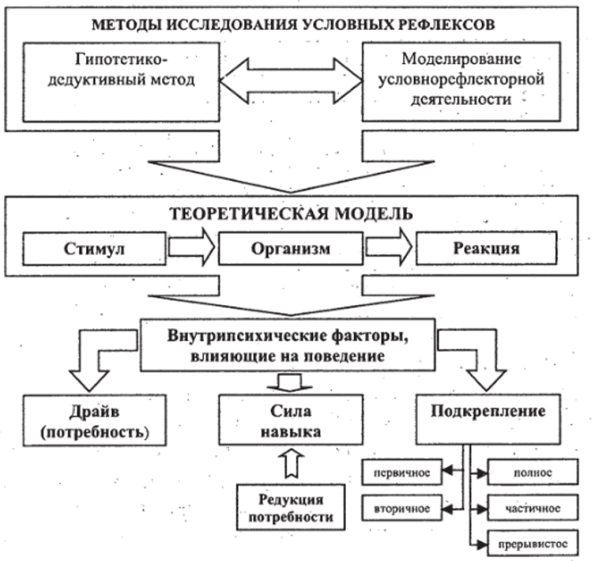 МЕТОДЫ ИССЛЕДОВАНИЯ УСЛОВНЫХ РЕФЛЕКСОВ
Гипотетико-
дедуктивный метод
Моделирование
условнорефлекторной
деятельности
ТЕОРЕТИЧЕСКАЯ МОДЕЛЬ
Стимул
Организм
Реакция
Внутрипсихические факторы,
влияющие на поведение
Драйв
(потребность)
Сила
навыка
Подкрепление
Редукция
потребности
первичное
вторичное
полное
частичное
прерывистое